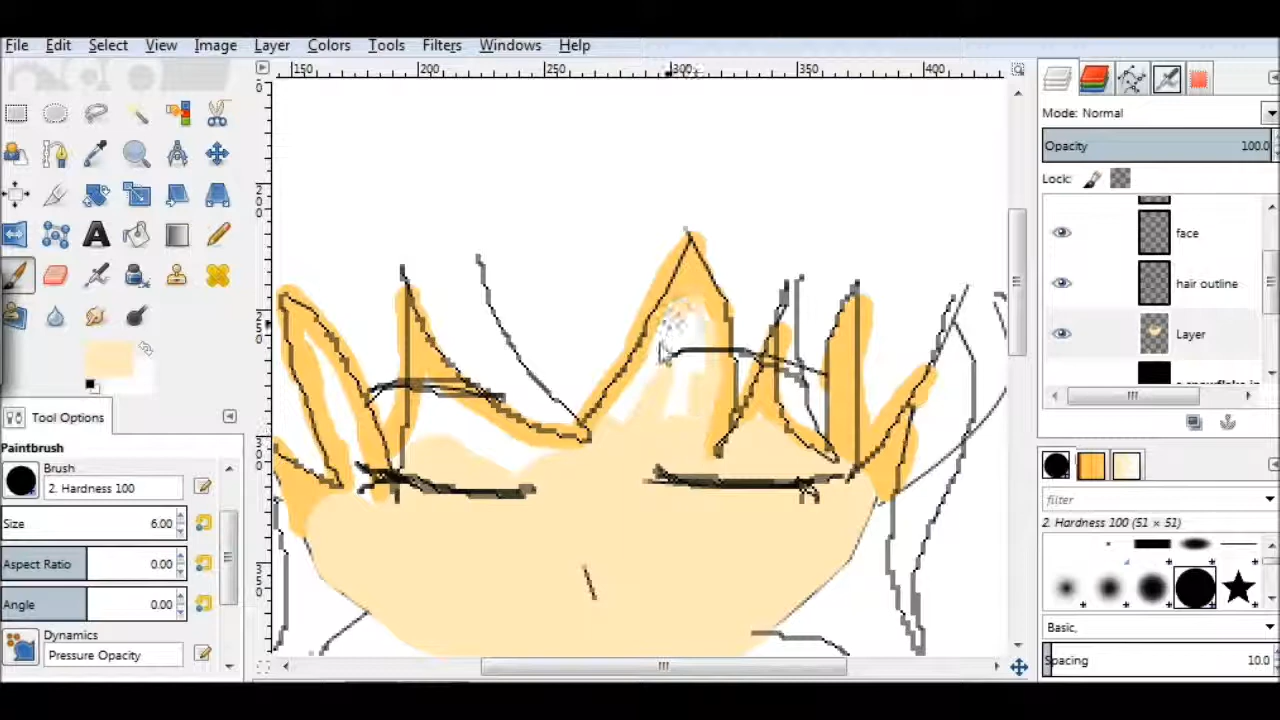 File Edit Select View Image Layer Colors Tools Filters Windows Help
150 200 250 300 350 400
Mode: Normal
Opacity 100.0
Lock:
face
hair outline
Layer
Tool Options
Paintbrush
Brush
2. Hardness 100
Size 6.00
Aspect Ratio 0.00
Angle 0.00
Dynamics
Pressure Opacity
filter
2. Hardness 100 (51 × 51)
Basic,
Spacing 10.0